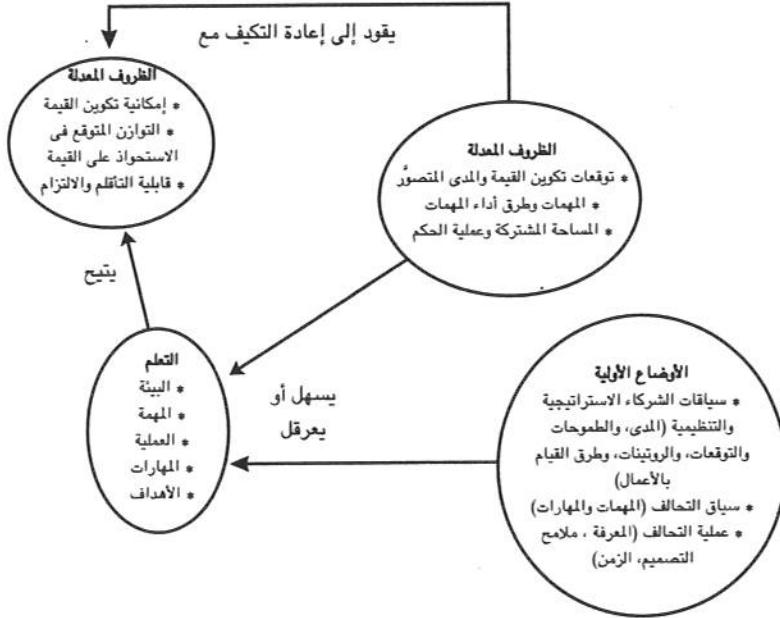 يقود إلى إعادة التكيف مع
الظروف المعدلة
* إمكانية تكوين القيمة
* التوازن المتوقع فى
الاستحواذ على القيمة
* قابلية التأقلم والالتزام
الظروف المعدلة
* توقعات تكوين القيمة والمدى المتصوَّر
* المهمات وطرق أداء المهمات
* المساحة المشتركة وعملية الحكم
يتيح
التعلم
* البيئة
* المهمة
* العملية
* المهارات
* الأهداف
يسهل أو
يعرقل
الأوضاع الأولية
* سياقات الشركاء الاستراتيجية
والتنظيمية (المدى، والطموحات
والتوقعات، والروتينات، وطرق القيام
بالأعمال)
* سياق التحالف (المهمات والمهارات)
* عملية التحالف (المعرفة ، ملامح
التصميم، الزمن)